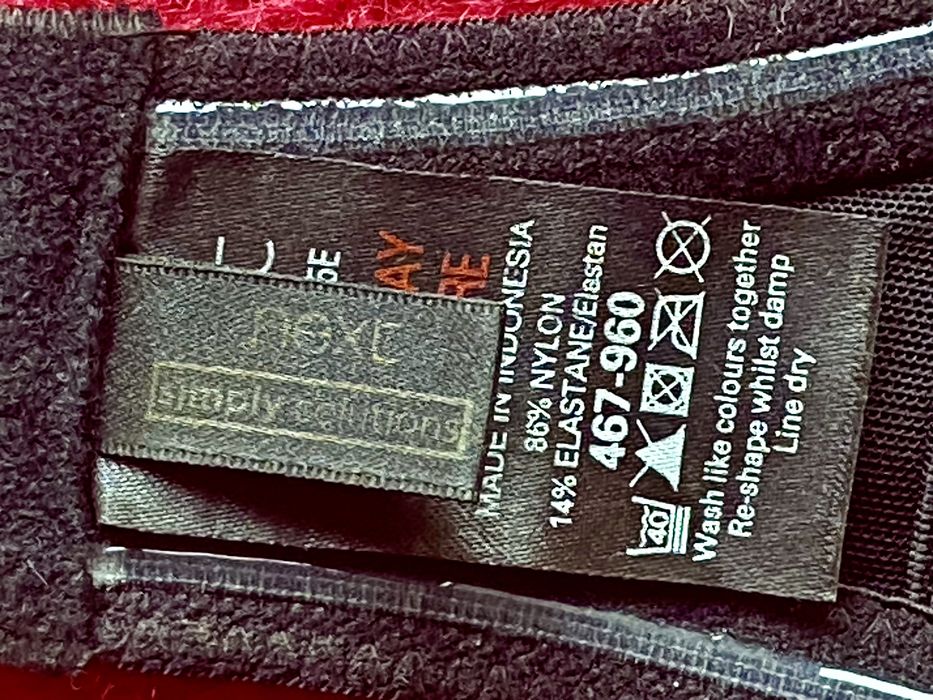 simply solutions
MADE IN INDONESIA
86% NYLON
14% ELASTANE/Elastan
467-960
40
Wash like colours together
Re-shape whilst damp
Line dry